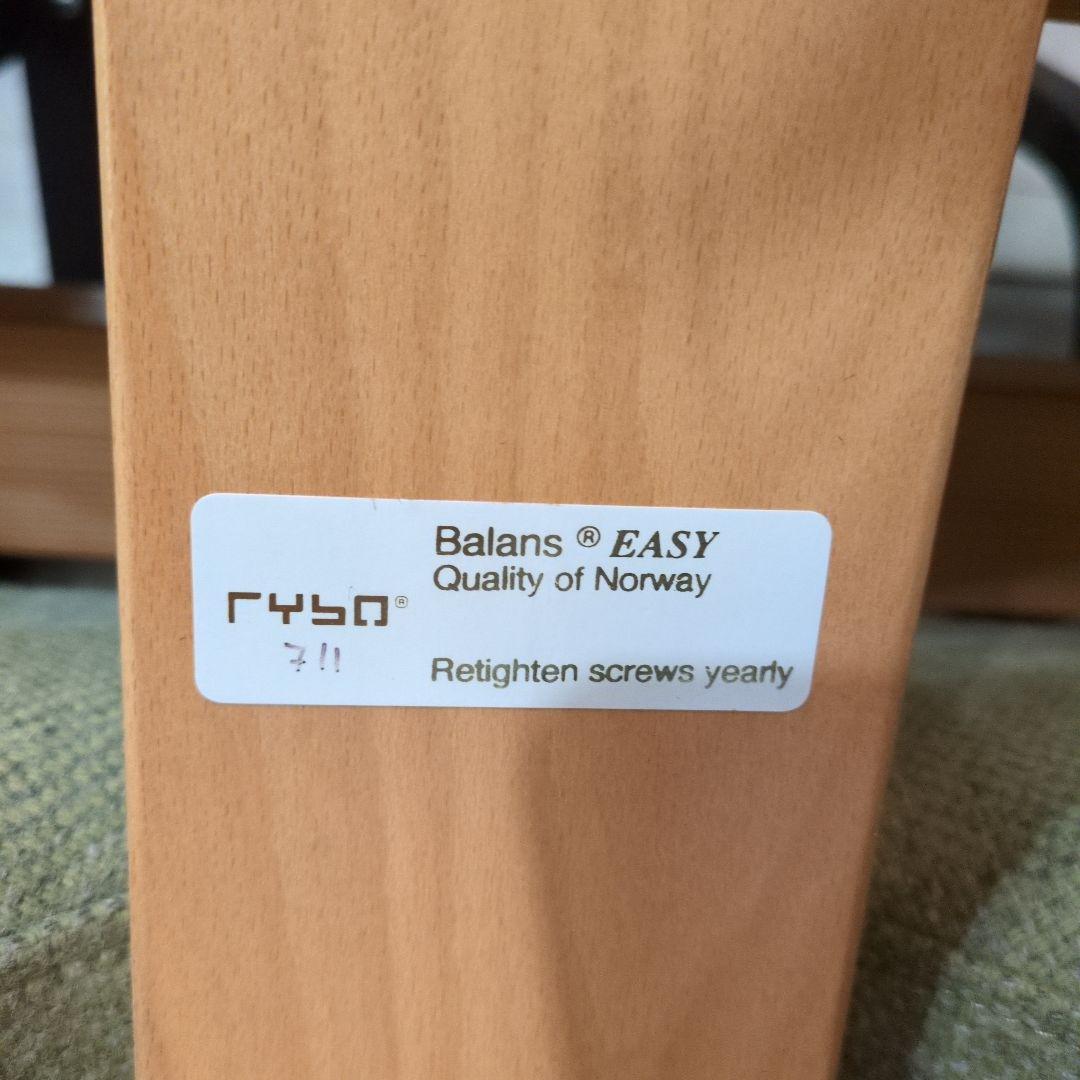 Balans ® EASY
Quality of Norway
rybo®
711
Retighten screws yearly